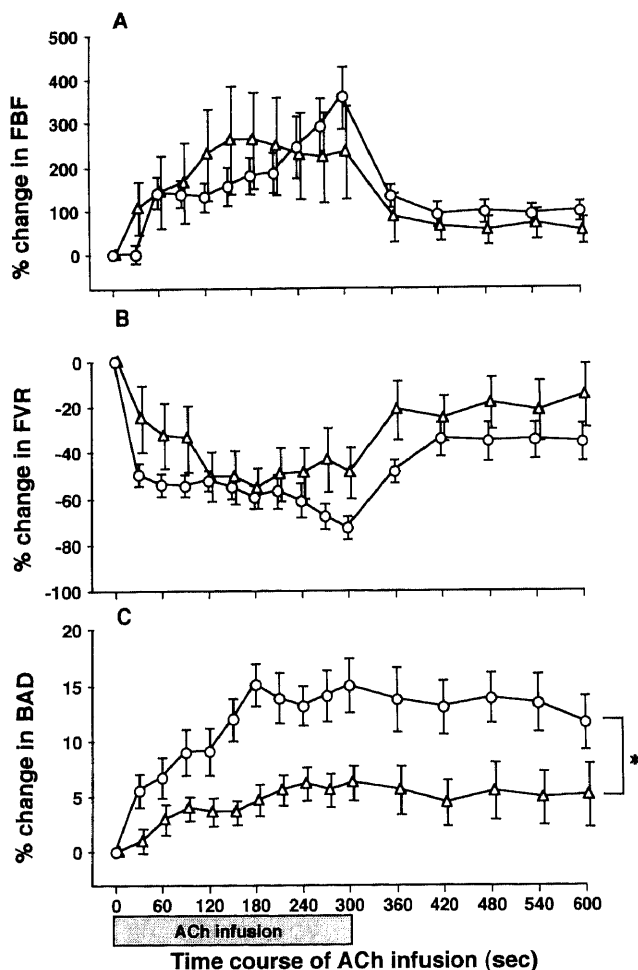 A
% change in FBF
500
400
300
200
100
0
B
% change in FVR
0
-20
-40
-60
-80
-100
C
% change in BAD
20
15
10
5
0
*
0 60 120 180 240 300 360 420 480 540 600
ACh infusion
Time course of ACh infusion (sec)